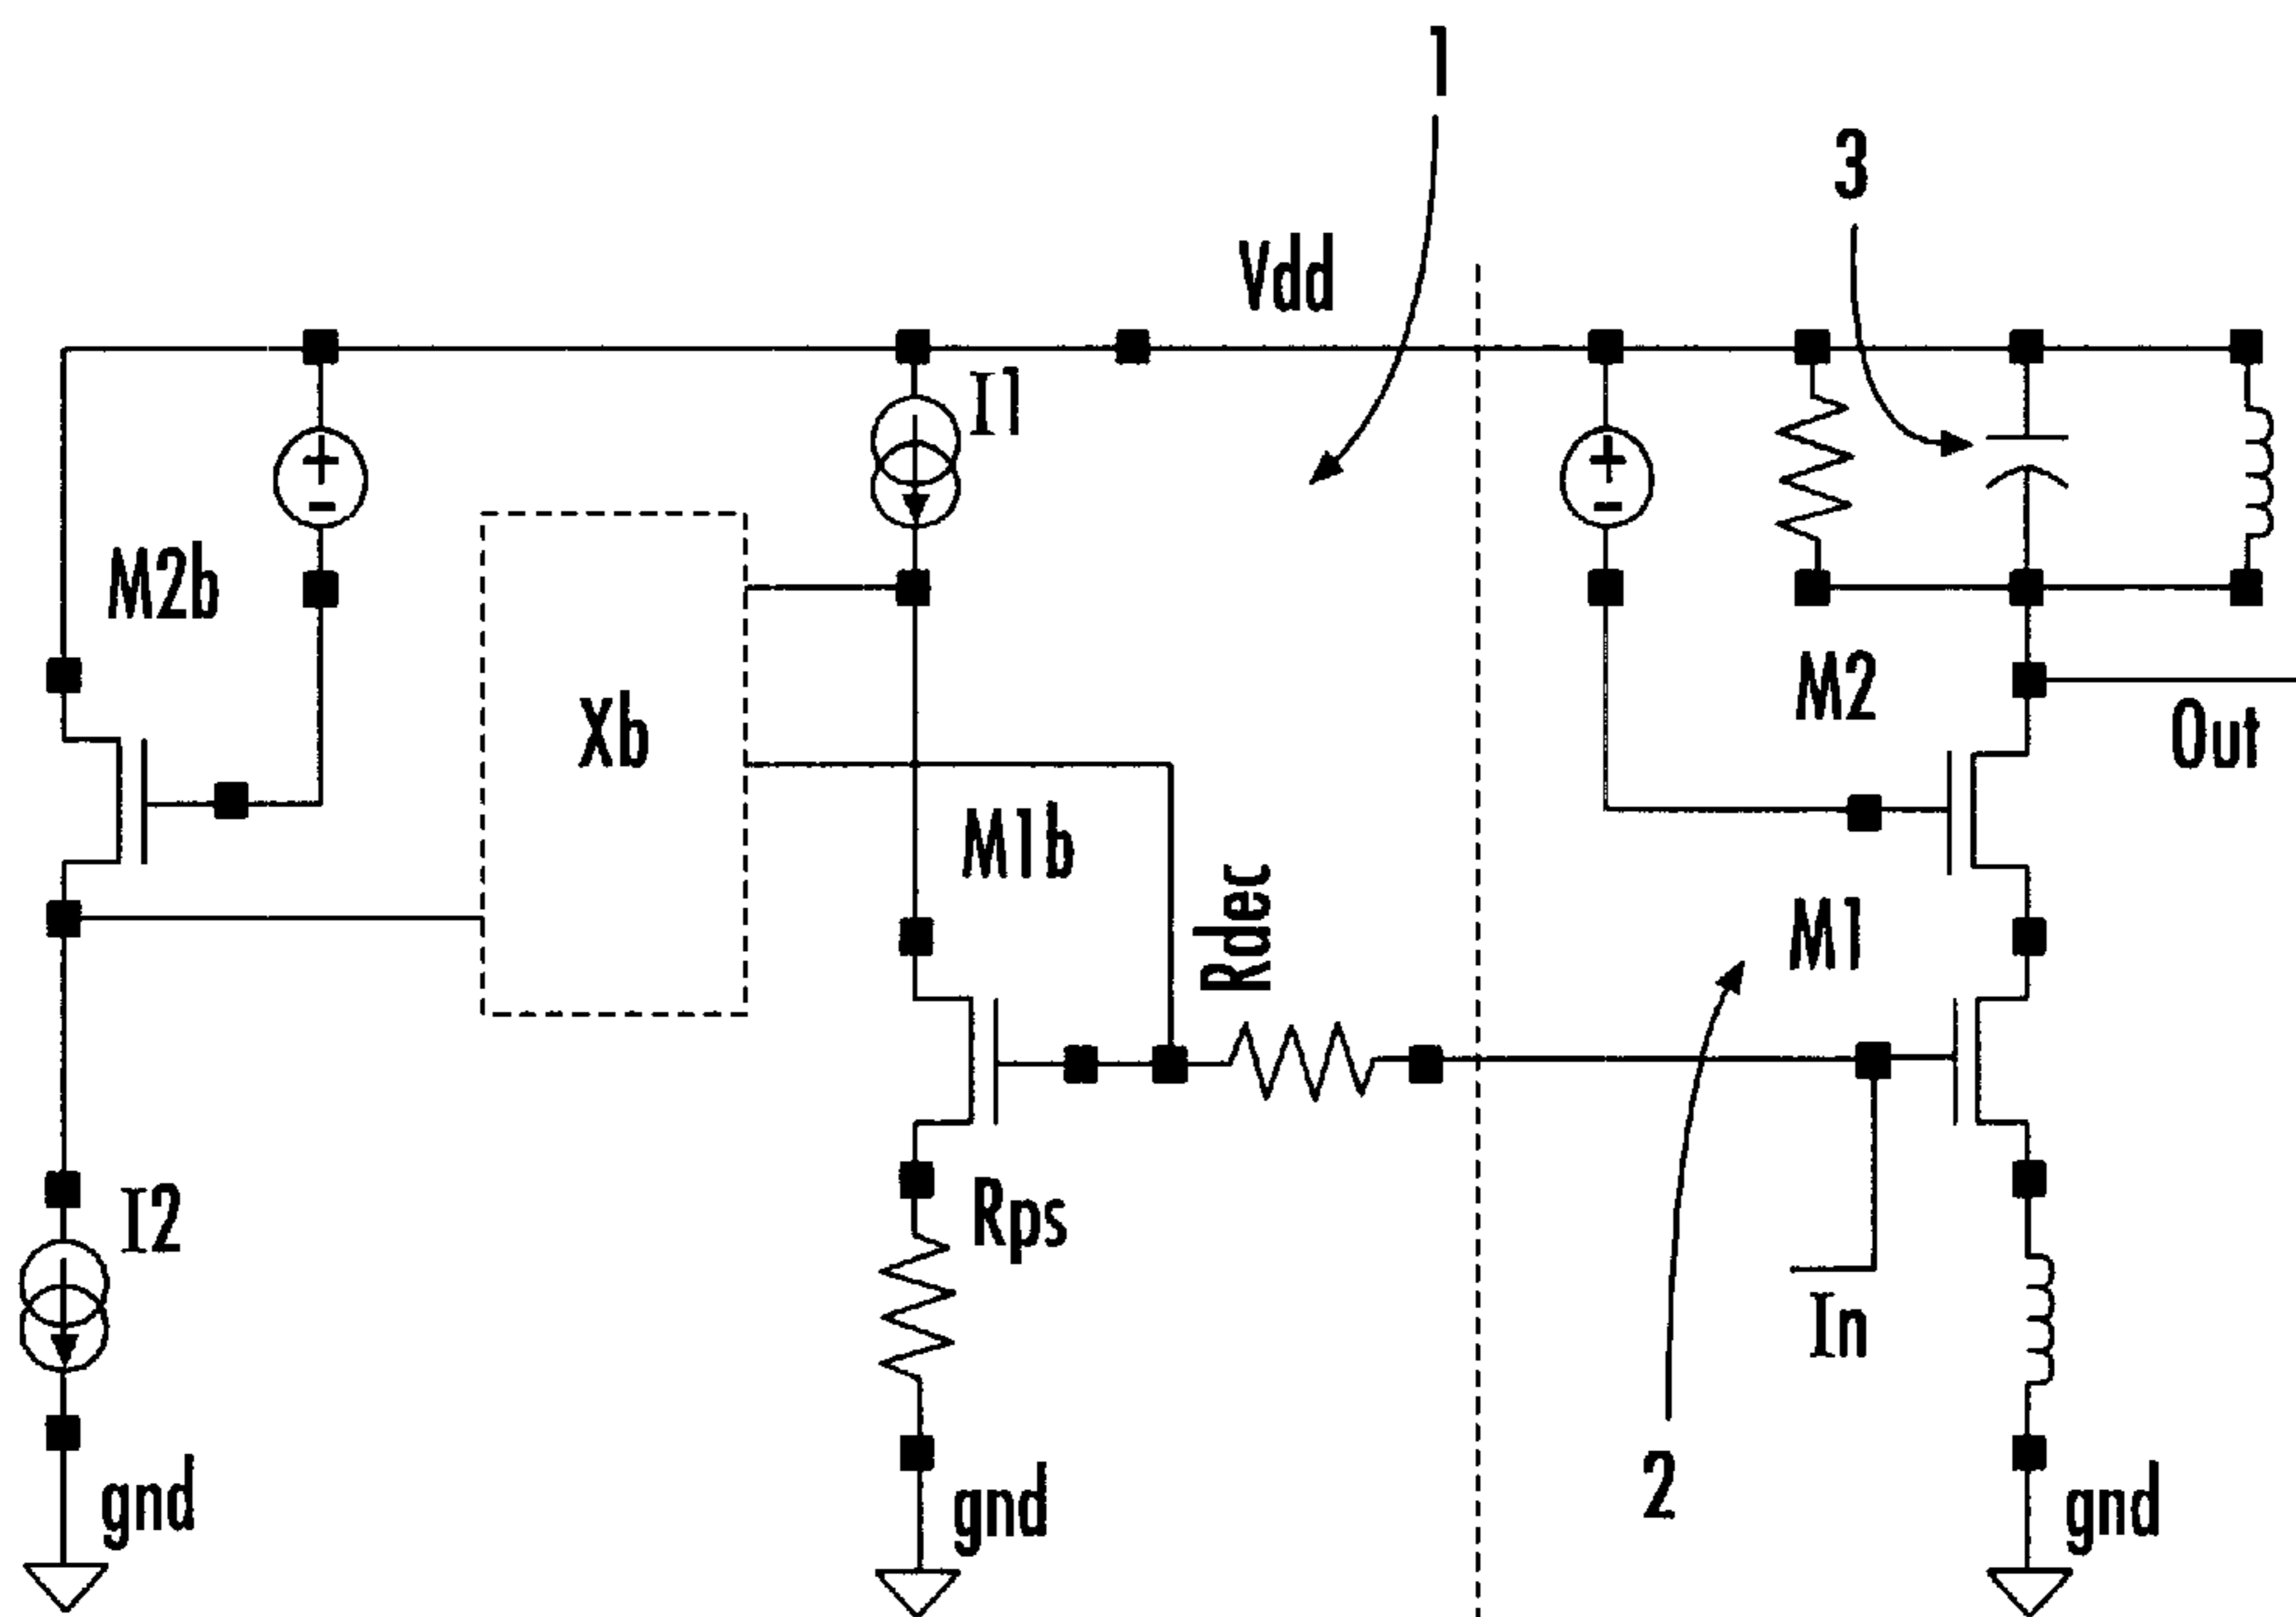 1
3
Vdd
I1
M2b
Xb
M2
Out
M1b
Rdec
M1
I2
Rps
In
2
gnd
gnd
gnd
+
-
+
-